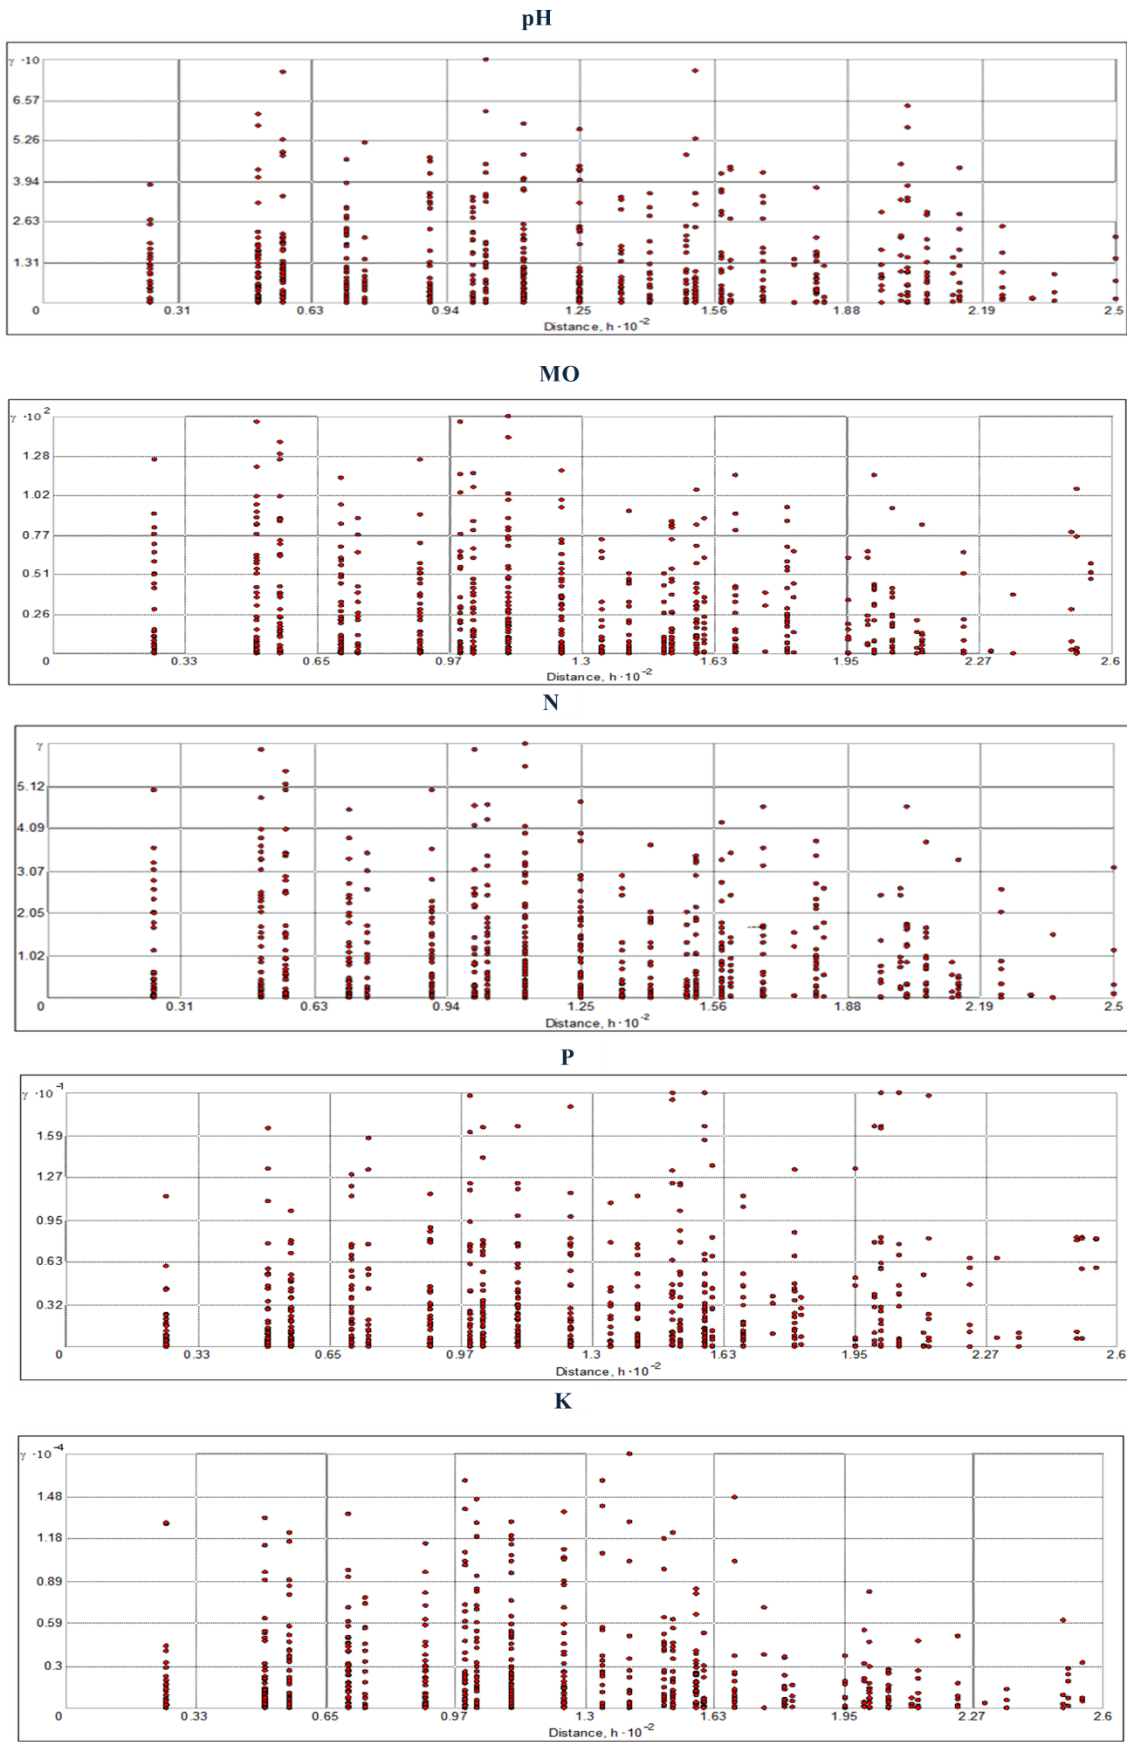 pH
γ ·10
6.57
5.26
3.94
2.63
1.31
0 0.31 0.63 0.94 1.25 1.56 1.88 2.19 2.5
Distance, h · 10⁻²
MO
γ ·10²
1.28
1.02
0.77
0.51
0.26
0 0.33 0.65 0.97 1.3 1.63 1.95 2.27 2.6
Distance, h · 10⁻²
N
γ
5.12
4.09
3.07
2.05
1.02
0 0.31 0.63 0.94 1.25 1.56 1.88 2.19 2.5
Distance, h · 10⁻²
P
γ ·10⁻¹
1.59
1.27
0.95
0.63
0.32
0 0.33 0.65 0.97 1.3 1.63 1.95 2.27 2.6
Distance, h · 10⁻²
K
γ ·10⁻⁴
1.48
1.18
0.89
0.59
0.3
0 0.33 0.65 0.97 1.3 1.63 1.95 2.27 2.6
Distance, h · 10⁻²